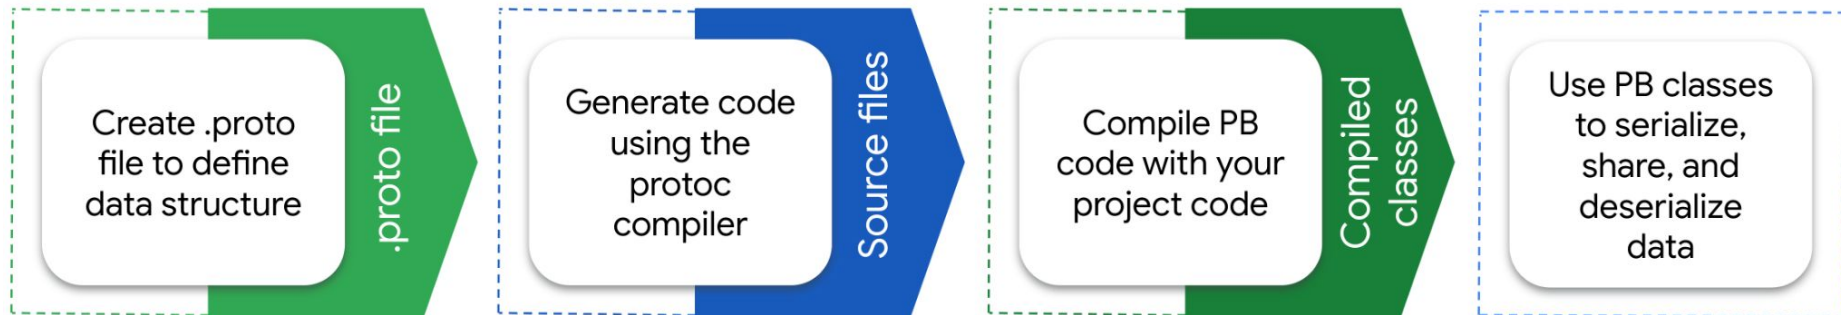 Create .proto
file to define
data structure
.proto file
Generate code
using the
protoc
compiler
Source files
Compile PB
code with your
project code
Compiled
classes
Use PB classes
to serialize,
share, and
deserialize
data